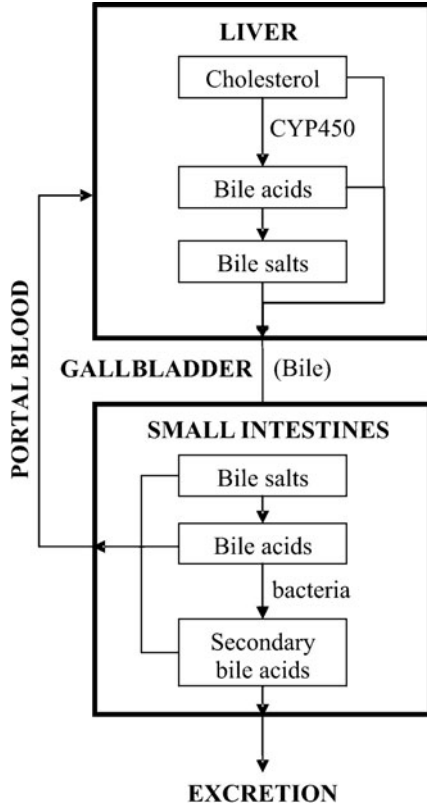 LIVER
Cholesterol
CYP450
Bile acids
Bile salts
PORTAL BLOOD
GALLBLADDER (Bile)
SMALL INTESTINES
Bile salts
Bile acids
bacteria
Secondary
bile acids
EXCRETION